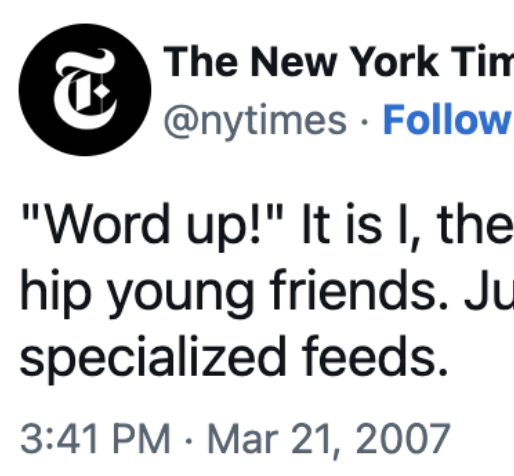 The New York Tim
@nytimes · Follow
"Word up!" It is I, the
hip young friends. Ju
specialized feeds.
3:41 PM · Mar 21, 2007